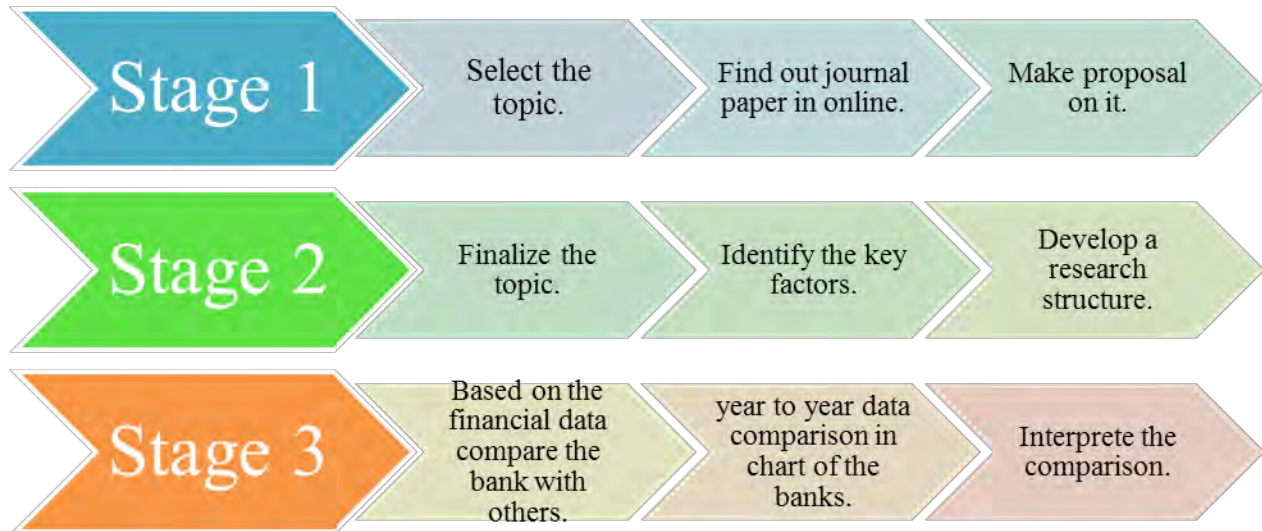 Stage 1
Select the
topic.
Find out journal
paper in online.
Make proposal
on it.
Stage 2
Finalize the
topic.
Identify the key
factors.
Develop a
research
structure.
Stage 3
Based on the
financial data
compare the
bank with
others.
year to year data
comparison in
chart of the
banks.
Interprete the
comparison.